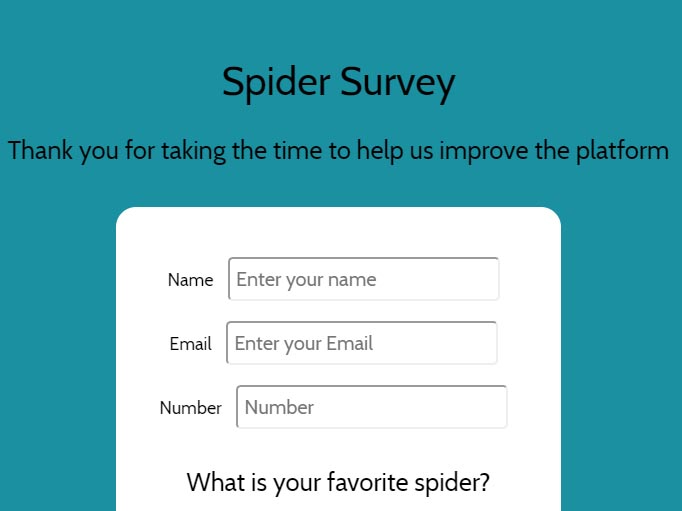 Spider Survey
Thank you for taking the time to help us improve the platform
Name Enter your name
Email Enter your Email
Number Number
What is your favorite spider?